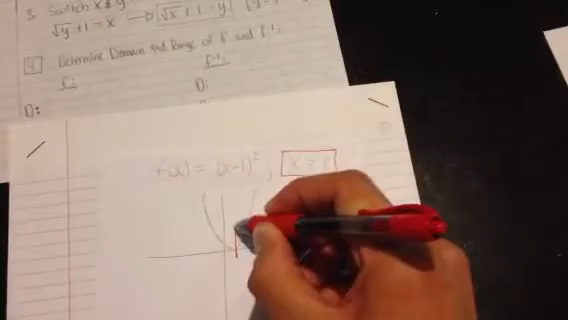 3. Switch x & y
√y + 1 = x → √x + 1 = y
4. Determine Domain and Range of f and f⁻¹:
f: f⁻¹:
D: D:
f(x) = (x-1)², x ≥ 1